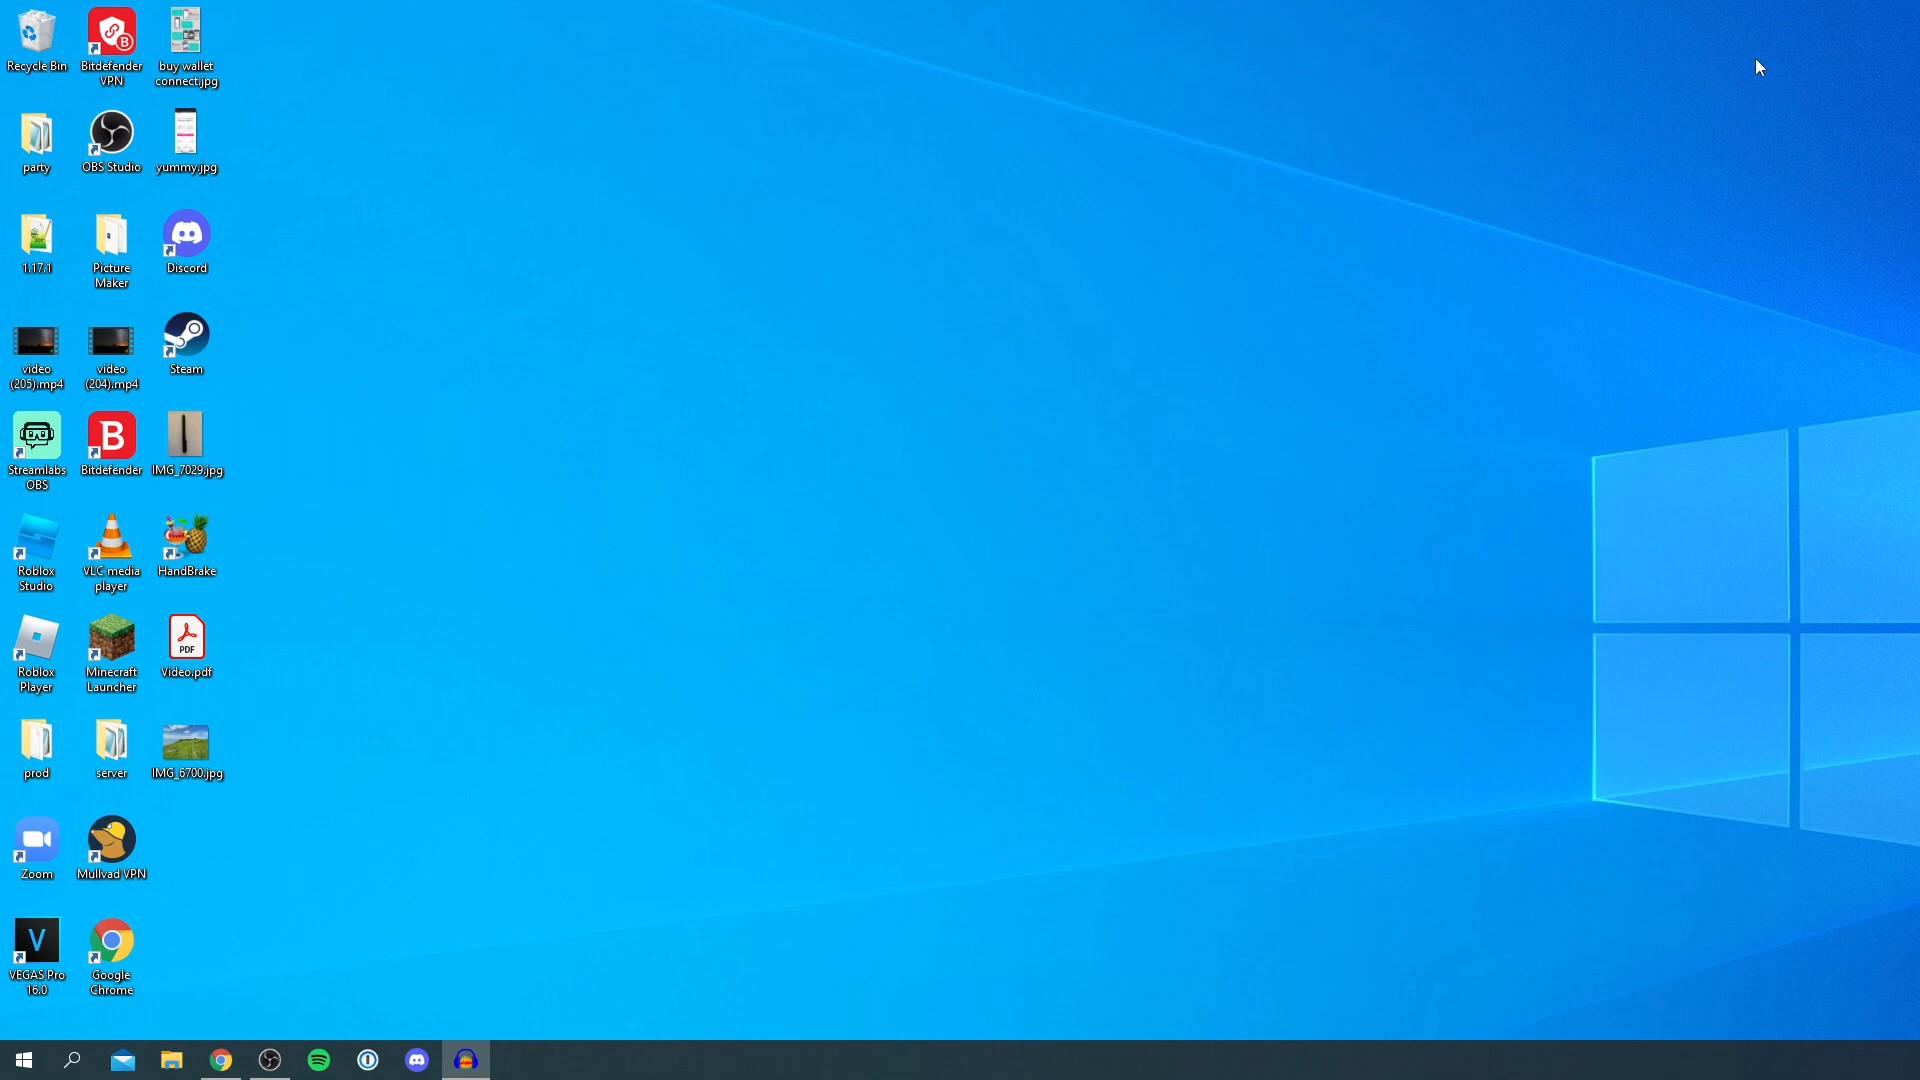 Recycle Bin
Bitdefender
VPN
buy wallet
connect.jpg
party
OBS Studio
yummy.jpg
1.17.1
Picture
Maker
Discord
video
(205).mp4
video
(204).mp4
Steam
Streamlabs
OBS
B
Bitdefender
IMG_7029.jpg
Roblox
Studio
VLC media
player
HandBrake
Roblox
Player
Minecraft
Launcher
PDF
Video.pdf
prod
server
IMG_6700.jpg
Zoom
Mullvad VPN
V
VEGAS Pro
16.0
Google
Chrome